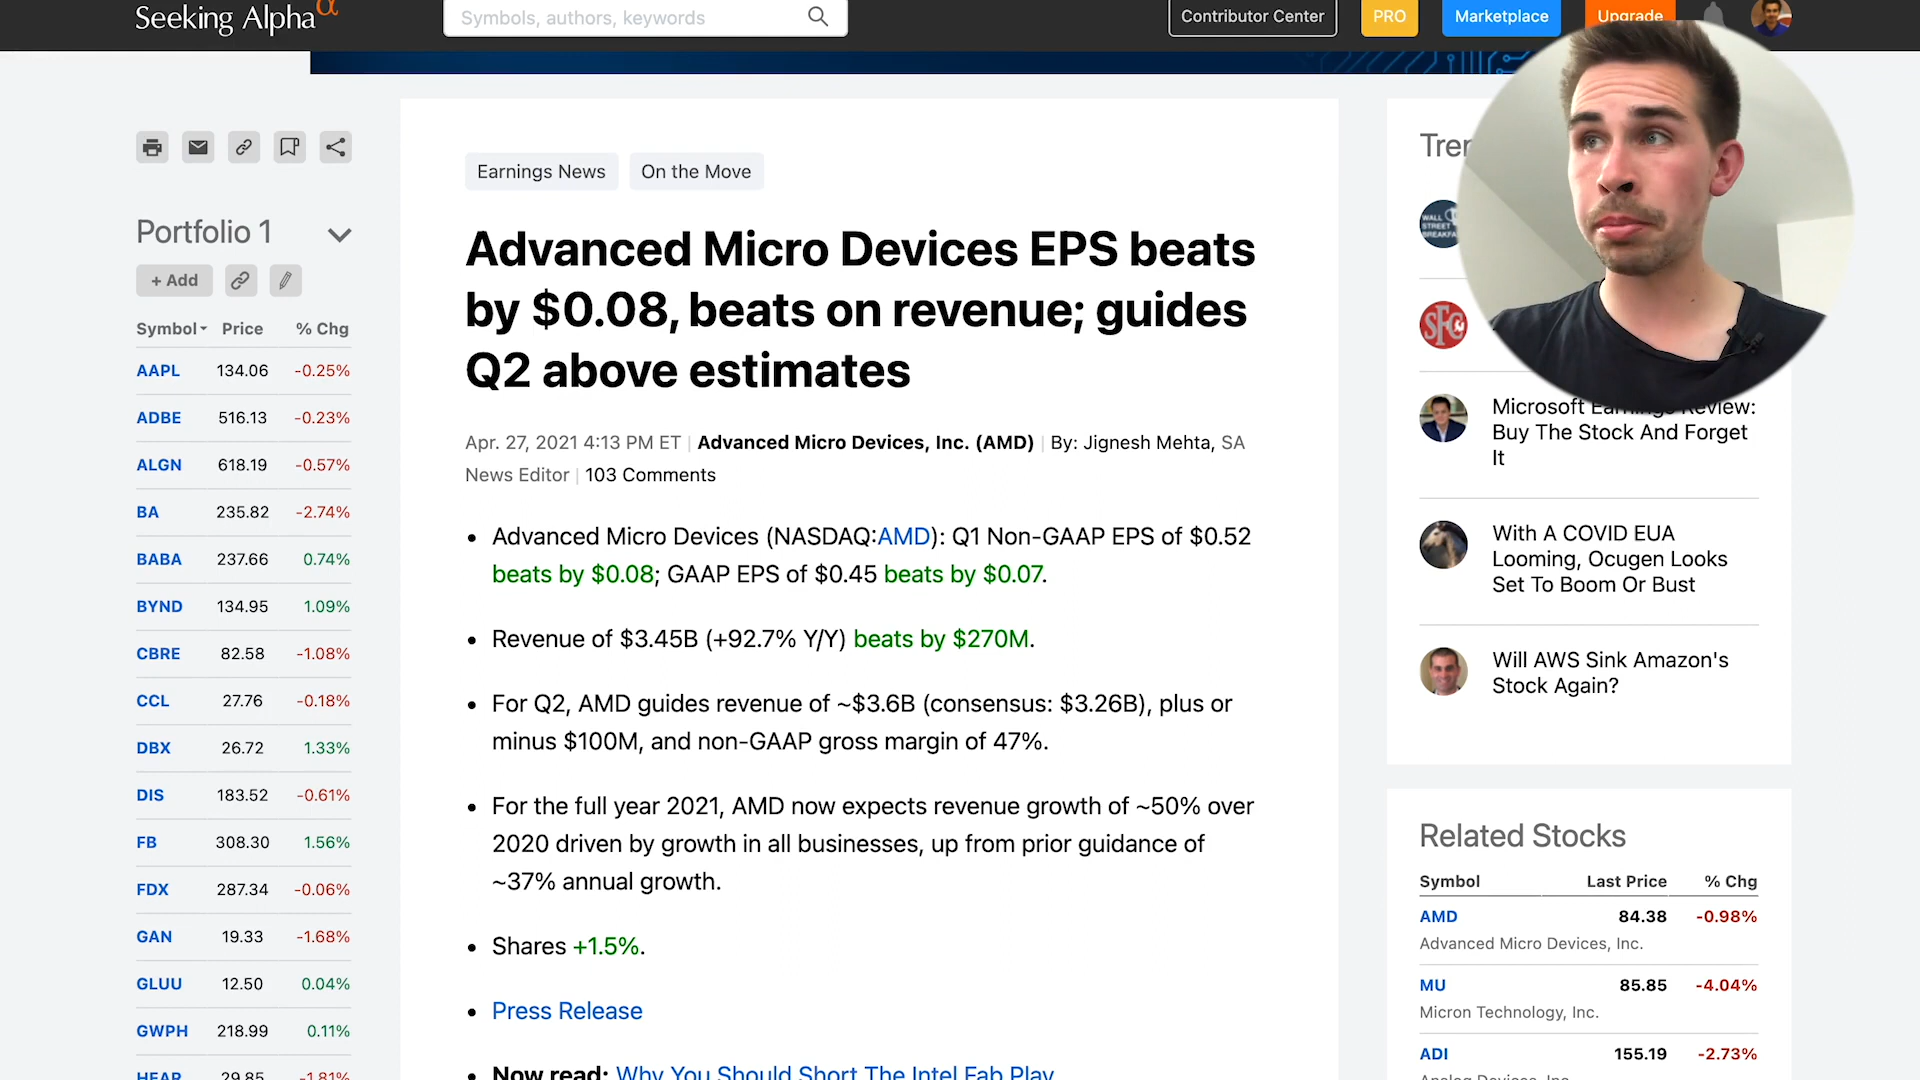 Seeking Alpha α
Symbols, authors, keywords
Contributor Center
PRO
Marketplace
Upgrade
Portfolio 1
+ Add
Symbol Price % Chg
AAPL 134.06 -0.25%
ADBE 516.13 -0.23%
ALGN 618.19 -0.57%
BA 235.82 -2.74%
BABA 237.66 0.74%
BYND 134.95 1.09%
CBRE 82.58 -1.08%
CCL 27.76 -0.18%
DBX 26.72 1.33%
DIS 183.52 -0.61%
FB 308.30 1.56%
FDX 287.34 -0.06%
GAN 19.33 -1.68%
GLUU 12.50 0.04%
GWPH 218.99 0.11%
HEAR 29.85 -1.81%
Earnings News
On the Move
Advanced Micro Devices EPS beats
by $0.08, beats on revenue; guides
Q2 above estimates
Apr. 27, 2021 4:13 PM ET | Advanced Micro Devices, Inc. (AMD) | By: Jignesh Mehta, SA
News Editor | 103 Comments
• Advanced Micro Devices (NASDAQ:AMD): Q1 Non-GAAP EPS of $0.52
beats by $0.08; GAAP EPS of $0.45 beats by $0.07.
• Revenue of $3.45B (+92.7% Y/Y) beats by $270M.
• For Q2, AMD guides revenue of ~$3.6B (consensus: $3.26B), plus or
minus $100M, and non-GAAP gross margin of 47%.
• For the full year 2021, AMD now expects revenue growth of ~50% over
2020 driven by growth in all businesses, up from prior guidance of
~37% annual growth.
• Shares +1.5%.
• Press Release
• Now read: Why You Should Short The Intel Fab Play
WALL
STREET
BREAKFA
SFC
Microsoft Earnings Review:
Buy The Stock And Forget
It
With A COVID EUA
Looming, Ocugen Looks
Set To Boom Or Bust
Will AWS Sink Amazon's
Stock Again?
Related Stocks
Symbol Last Price % Chg
AMD 84.38 -0.98%
Advanced Micro Devices, Inc.
MU 85.85 -4.04%
Micron Technology, Inc.
ADI 155.19 -2.73%
Analog Devices, Inc.